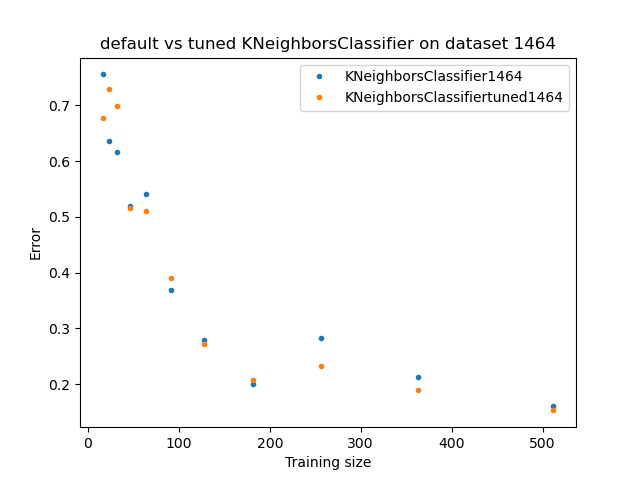 default vs tuned KNeighborsClassifier on dataset 1464
KNeighborsClassifier1464
KNeighborsClassifiertuned1464
0.7
0.6
0.5
0.4
0.3
0.2
Error
0 100 200 300 400 500
Training size